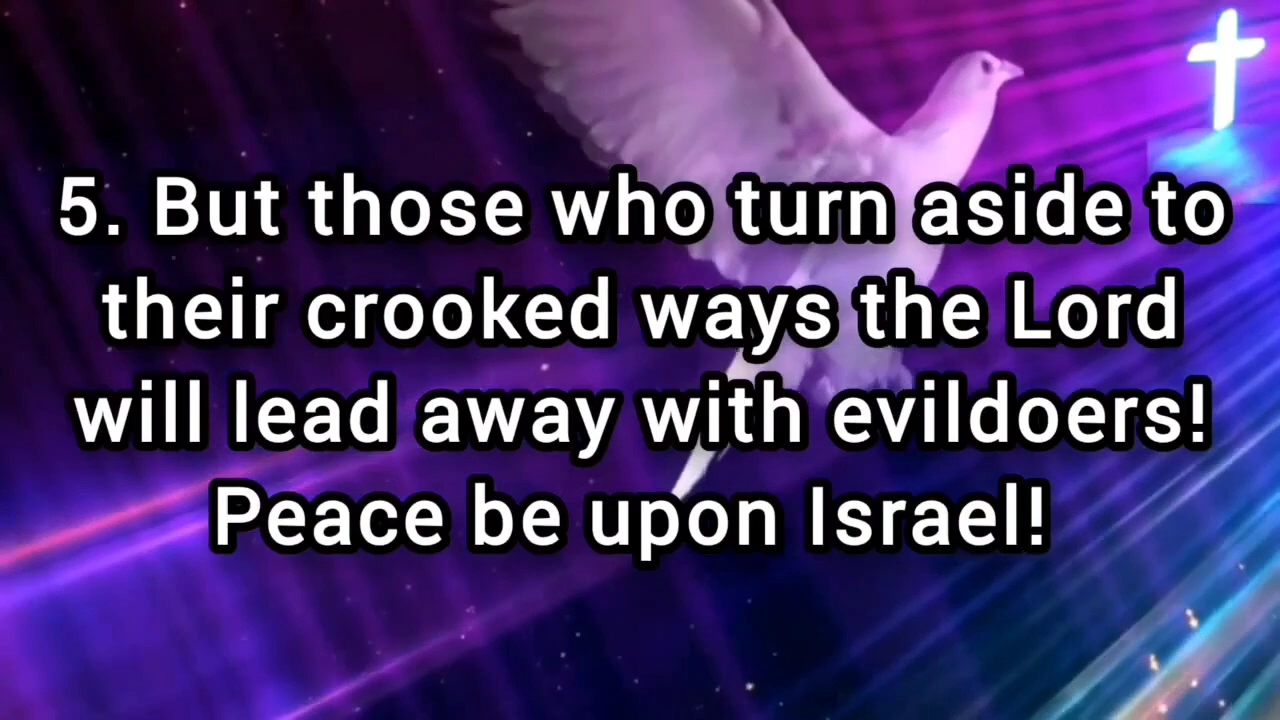 5. But those who turn aside to
their crooked ways the Lord
will lead away with evildoers!
Peace be upon Israel!